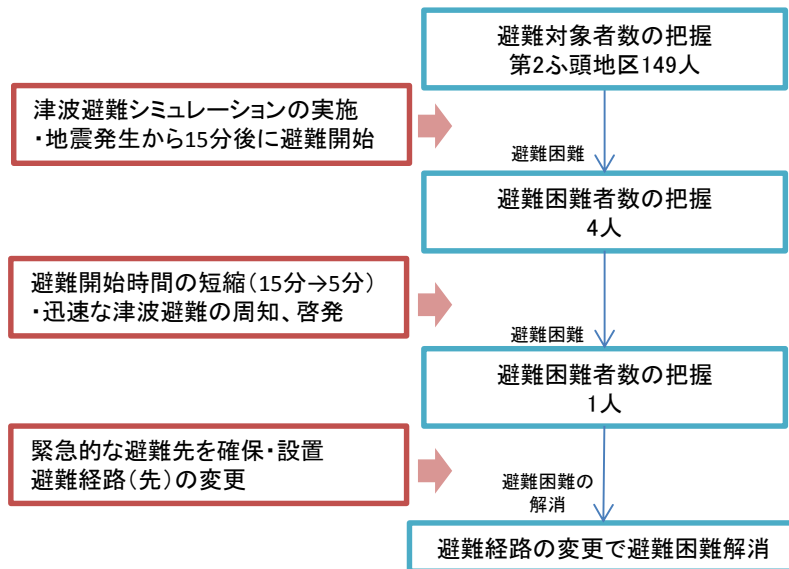 避難対象者数の把握
第2ふ頭地区149人
津波避難シミュレーションの実施
・地震発生から15分後に避難開始
避難困難
避難困難者数の把握
4人
避難開始時間の短縮（15分→5分）
・迅速な津波避難の周知、啓発
避難困難
避難困難者数の把握
1人
緊急的な避難先を確保・設置
避難経路（先）の変更
避難困難の
解消
避難経路の変更で避難困難解消